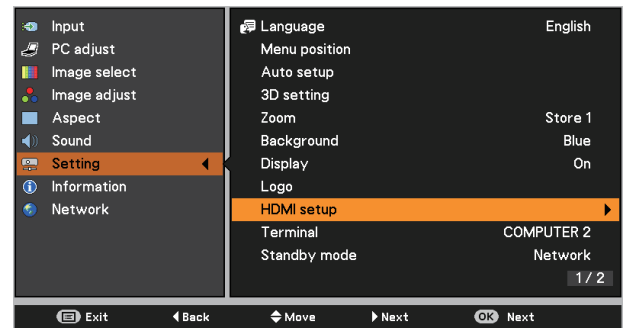 Input
PC adjust
Image select
Image adjust
Aspect
Sound
Setting
Information
Network
Language English
Menu position
Auto setup
3D setting
Zoom Store 1
Background Blue
Display On
Logo
HDMI setup
Terminal COMPUTER 2
Standby mode Network
1 / 2
Exit Back Move Next OK Next